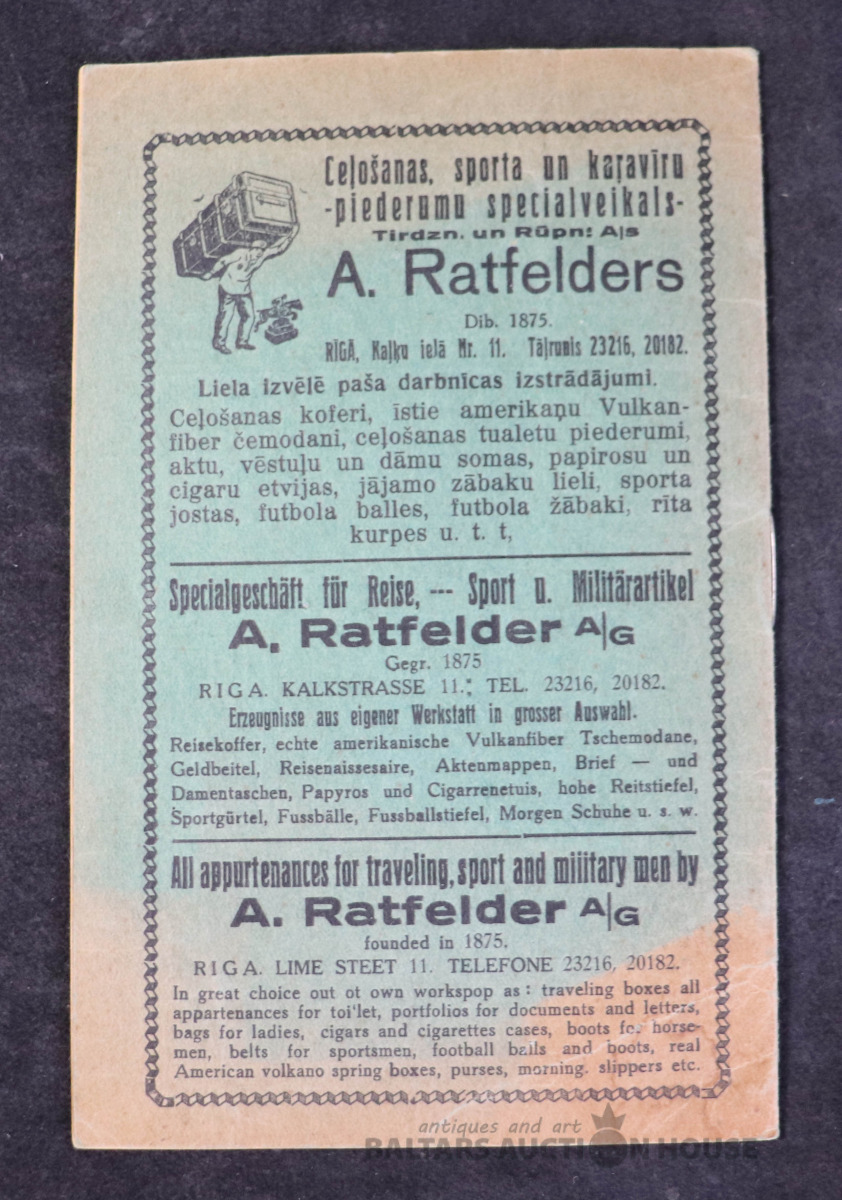 Ceļošanas, sporta un kaŗavīru
-piederumu specialveikals-
Tirdzn. un Rūpn: A|s
A. Ratfelders
Dib. 1875.
RĪGĀ, Kaļķu ielā Nr. 11. Tāļrunis 23216, 20182.
Liela izvēlē paša darbnīcas izstrādājumi.
Ceļošanas koferi, īstie amerikaņu Vulkan-
fiber čemodani, ceļošanas tualetu piederumi,
aktu, vēstuļu un dāmu somas, papirosu un
cigaru etvijas, jājamo zābaku lieli, sporta
jostas, futbola balles, futbola žābaki, rīta
kurpes u. t. t,
Specialgeschäft für Reise, --- Sport u. Militärartikel
A. Ratfelder A|G
Gegr. 1875
RIGA. KALKSTRASSE 11.; TEL. 23216, 20182.
Erzeugnisse aus eigener Werkstatt in grosser Auswahl.
Reisekoffer, echte amerikanische Vulkanfiber Tschemodane,
Geldbeitel, Reisenaissesaire, Aktenmappen, Brief — und
Damentaschen, Papyros und Cigarrenetuis, hohe Reitstiefel,
Sportgürtel, Fussbälle, Fussballstiefel, Morgen Schuhe u. s. w.
All appurtenances for traveling, sport and miiitary men by
A. Ratfelder A|G
founded in 1875.
RIGA. LIME STEET 11. TELEFONE 23216, 20182.
In great choice out ot own workspop as: traveling boxes all
appartenances for toi'let, portfolios for documents and letters,
bags for ladies, cigars and cigarettes cases, boots for horse-
men, belts for sportsmen, football balls and boots, real
American volkano spring boxes, purses, morning. slippers etc.
antiques and art
BALTARS AUCTION HOUSE